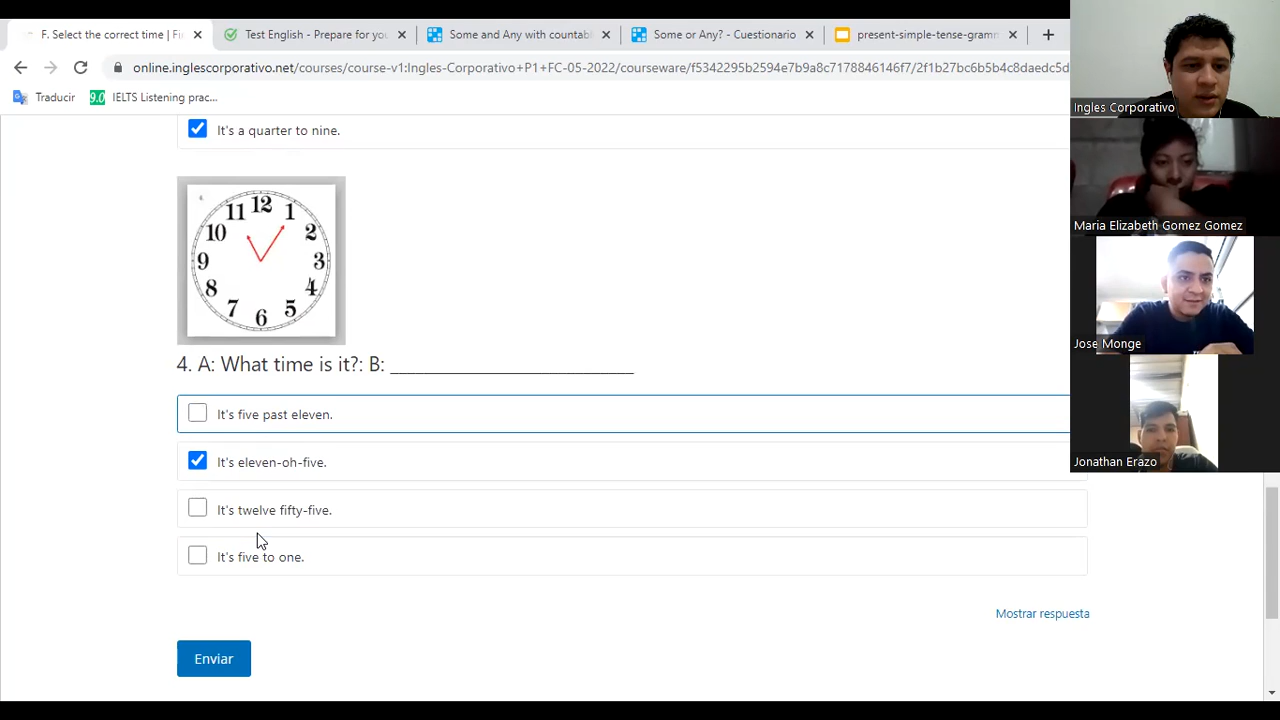 F. Select the correct time | Fi
Test English - Prepare for you
Some and Any with countab
Some or Any? - Cuestionario
present-simple-tense-gramm
online.inglescorporativo.net/courses/course-v1:Ingles-Corporativo+P1+FC-05-2022/courseware/f5342295b2594e7b9a8c7178846146f7/2f1b27bc6b5b4c8daedc5d
Traducir
9.0 IELTS Listening prac...
It's a quarter to nine.
12
11 1
10 2
9 3
8 4
7 5
6
4. A: What time is it?: B: ________________________
It's five past eleven.
It's eleven-oh-five.
It's twelve fifty-five.
It's five to one.
Mostrar respuesta
Enviar
Ingles Corporativo
Maria Elizabeth Gomez Gomez
Jose Monge
Jonathan Erazo